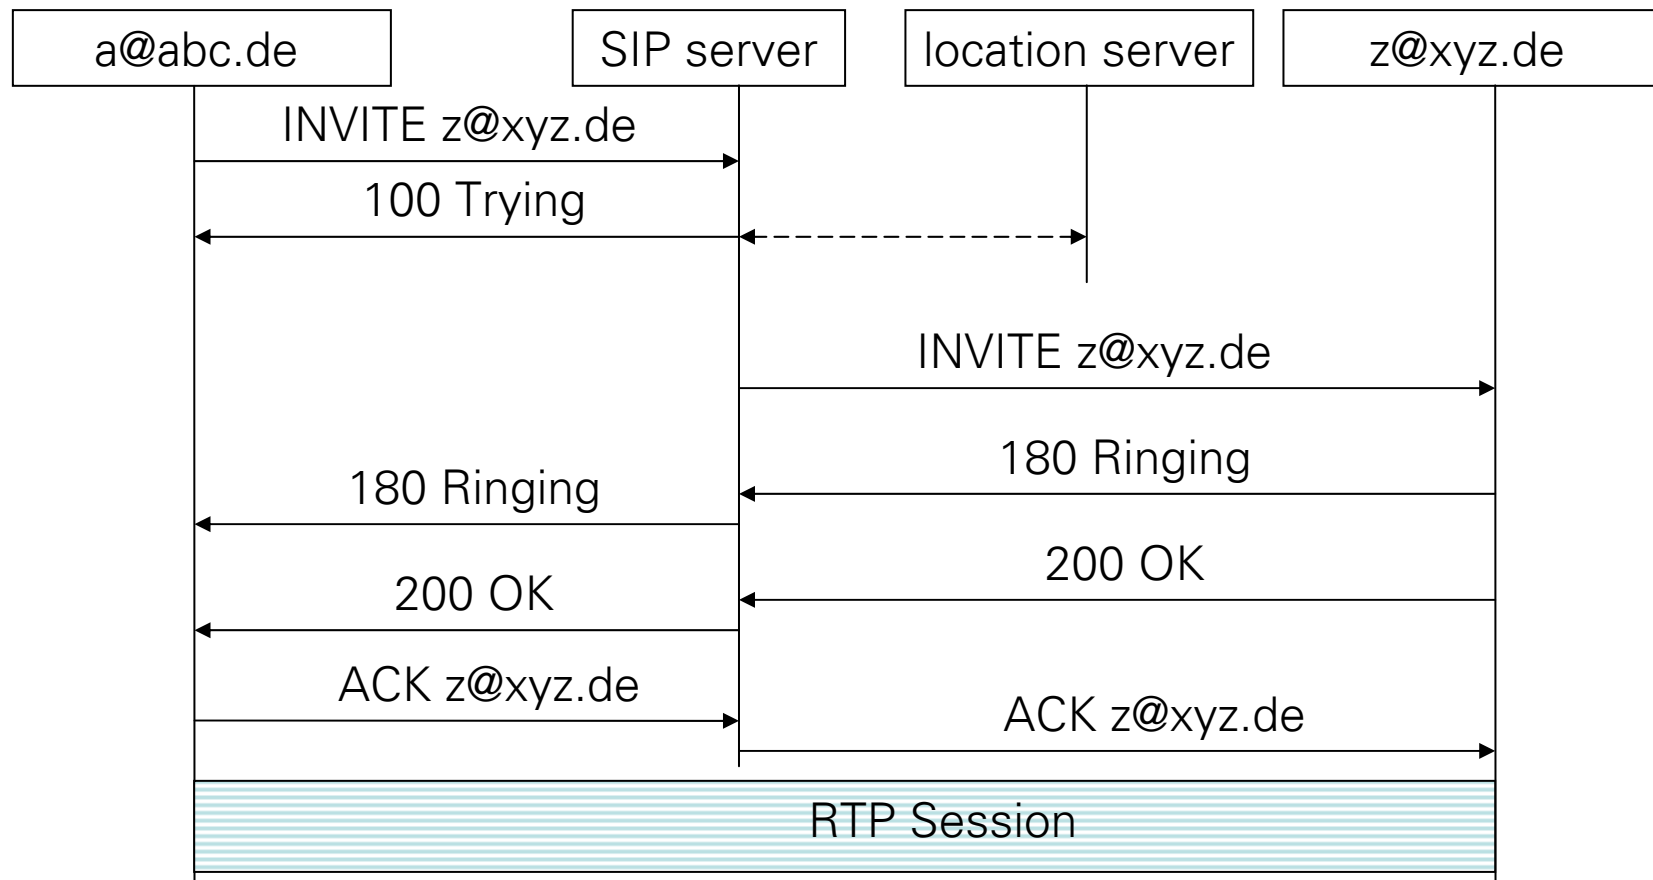 a@abc.de
SIP server
location server
z@xyz.de
INVITE z@xyz.de
100 Trying
INVITE z@xyz.de
180 Ringing
180 Ringing
200 OK
200 OK
ACK z@xyz.de
ACK z@xyz.de
RTP Session